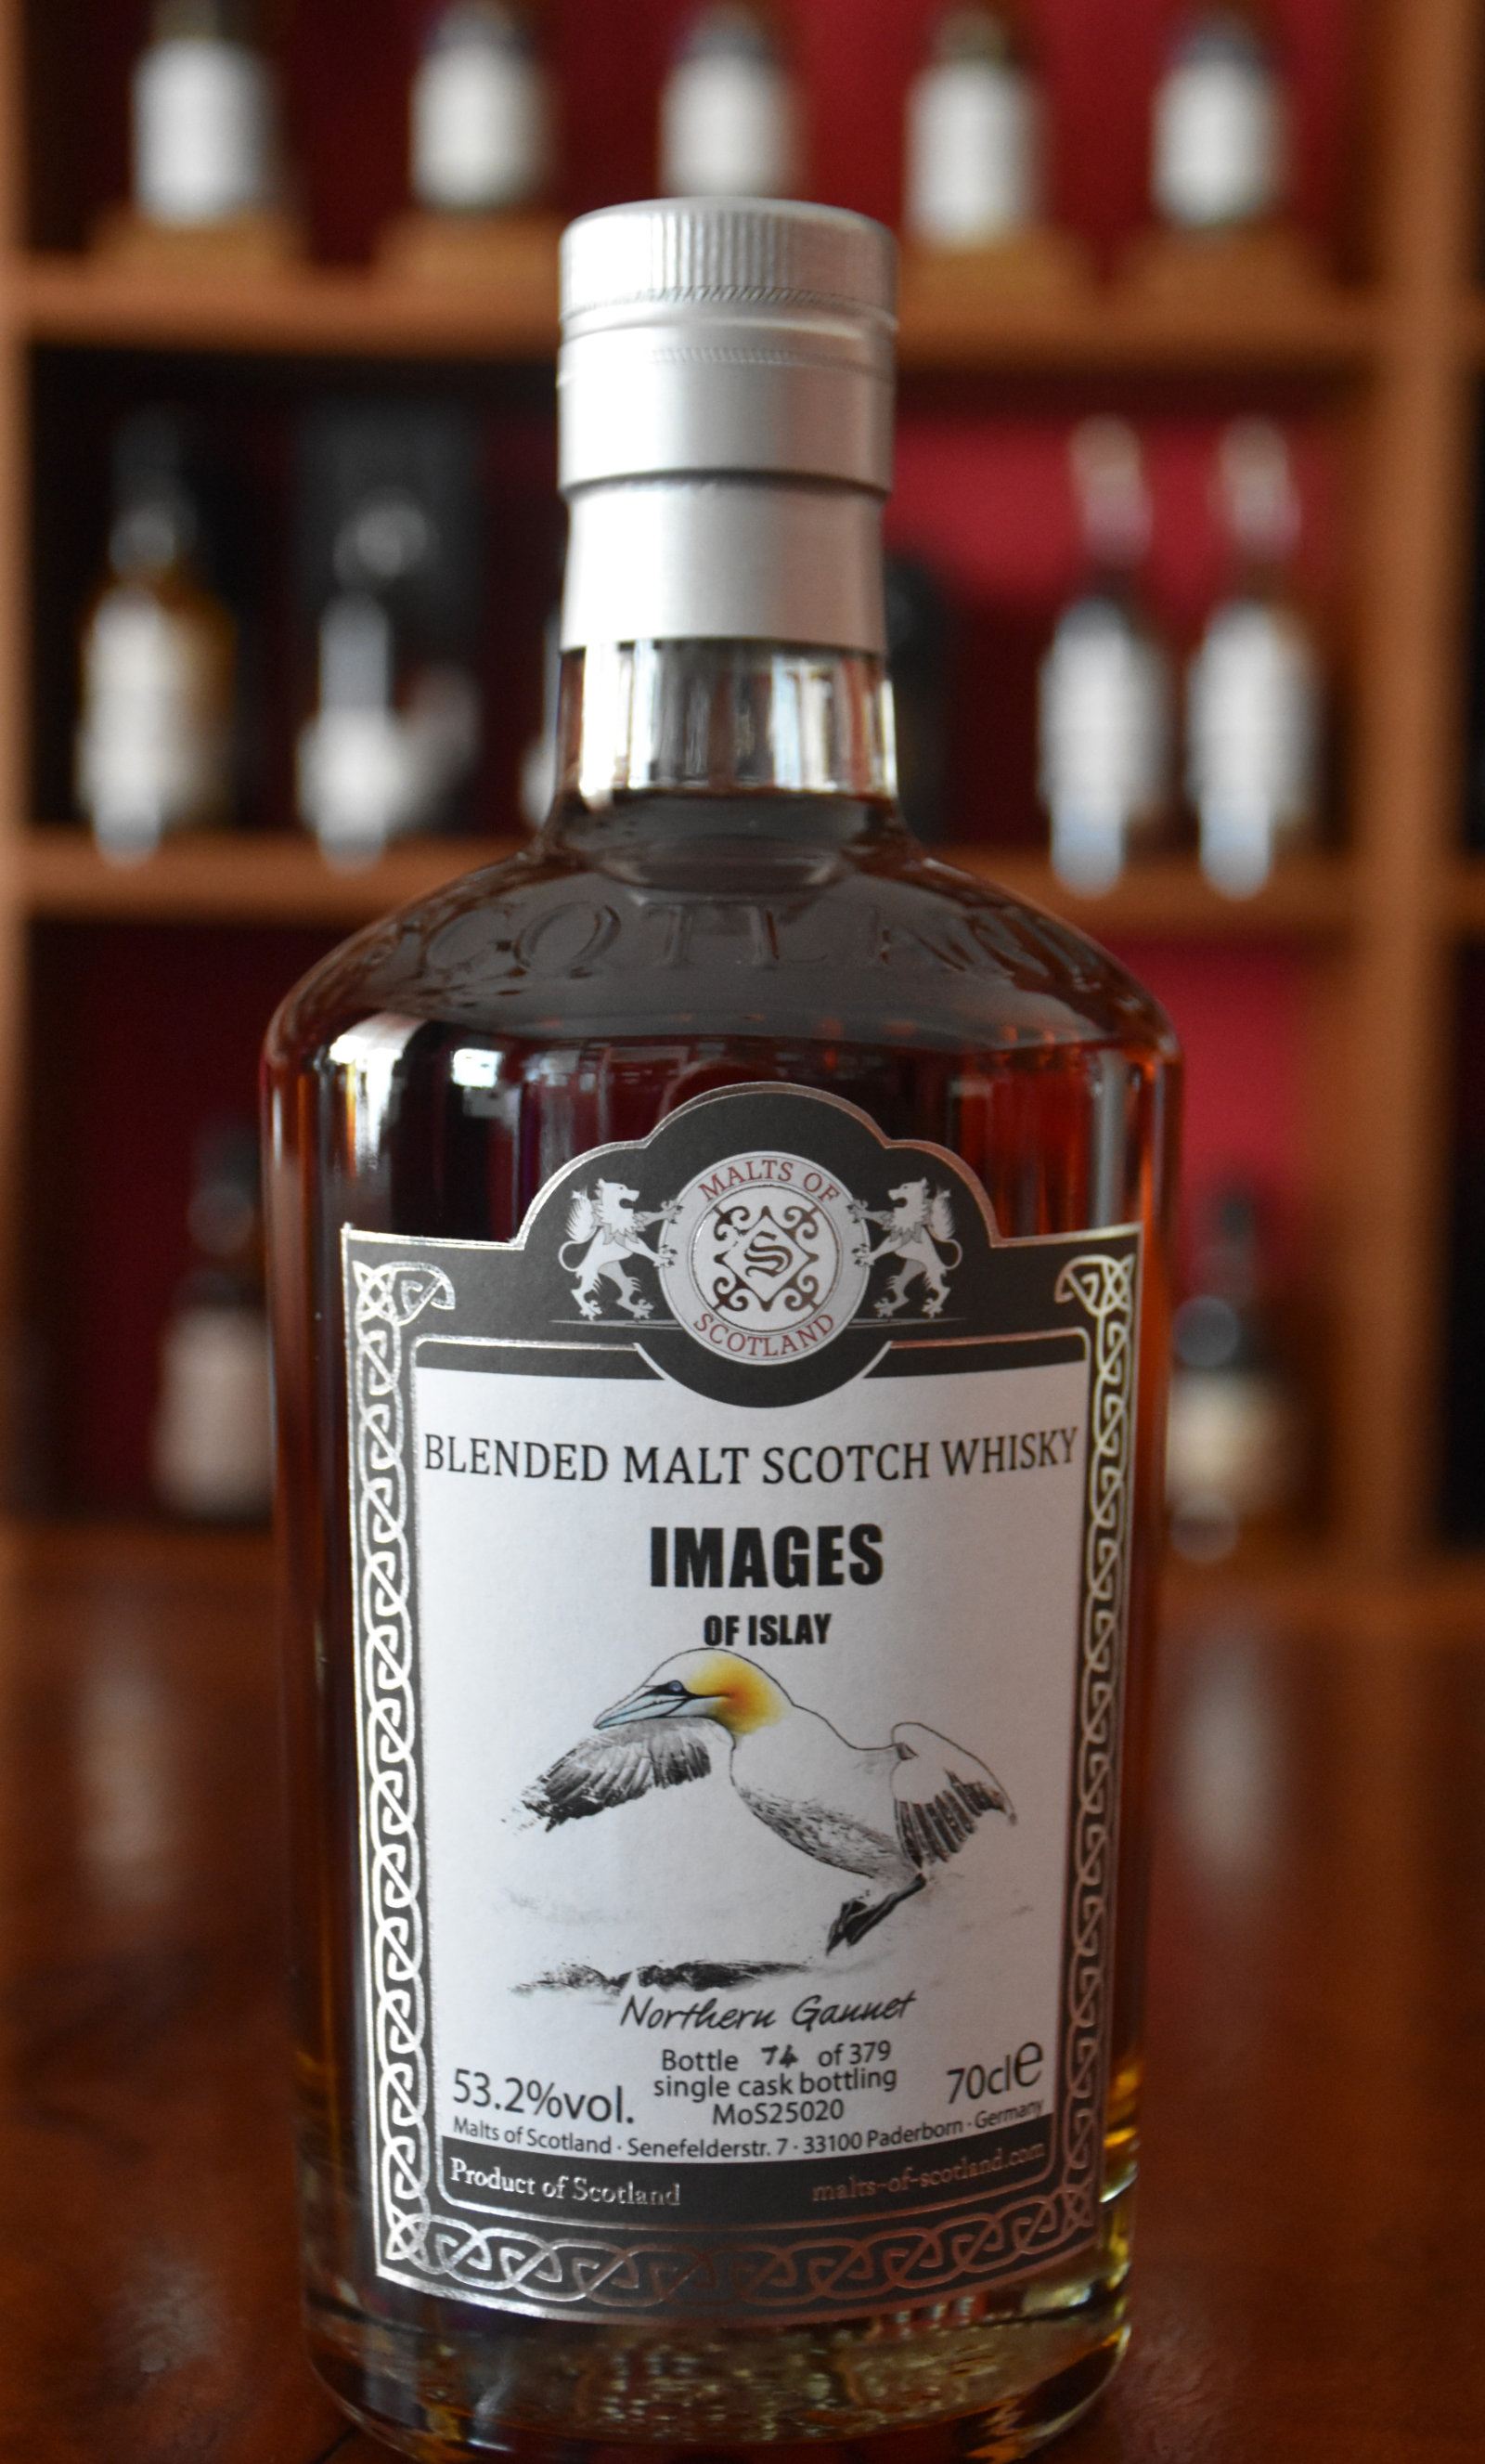 SCOTLAND
MALTS OF
S
SCOTLAND
BLENDED MALT SCOTCH WHISKY
IMAGES
OF ISLAY
Northern Gannet
Bottle 74 of 379
single cask bottling
53.2%vol.
70cl e
MoS25020
Malts of Scotland · Senefelderstr. 7 · 33100 Paderborn · Germany
Product of Scotland
malts-of-scotland.com